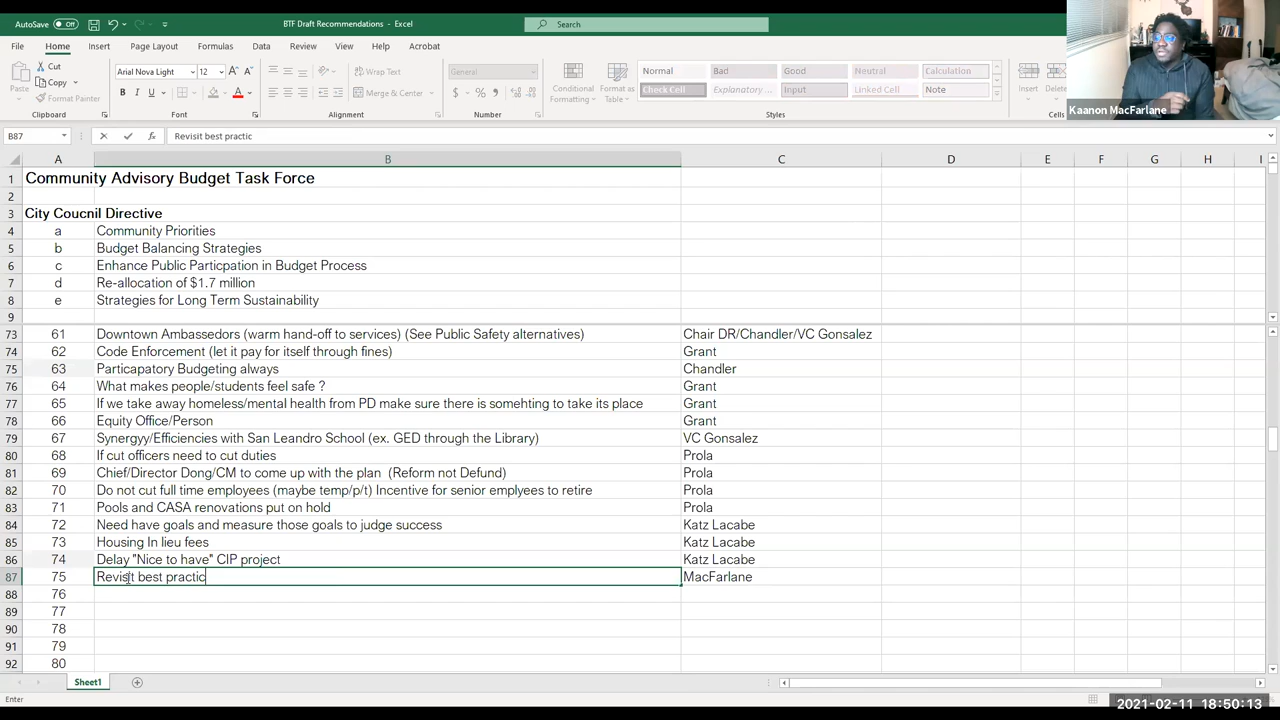 AutoSave Off BTF Draft Recommendations - Excel Search
File Home Insert Page Layout Formulas Data Review View Help Acrobat
Cut Arial Nova Light 12 Wrap Text General Normal Bad Good Neutral Calculation
Paste Copy Format Painter B I U Merge & Center $ % Conditional Formatting Format as Table Check Cell Explanatory ... Input Linked Cell Note Insert Delete
Clipboard Font Alignment Number Styles Cells
Kaanon MacFarlane
B87 fx Revisit best practic
A B C D E F G H I
1 Community Advisory Budget Task Force
2
3 City Coucnil Directive
4 a Community Priorities
5 b Budget Balancing Strategies
6 c Enhance Public Particpation in Budget Process
7 d Re-allocation of $1.7 million
8 e Strategies for Long Term Sustainability
9
73 61 Downtown Ambassedors (warm hand-off to services) (See Public Safety alternatives) Chair DR/Chandler/VC Gonsalez
74 62 Code Enforcement (let it pay for itself through fines) Grant
75 63 Particapatory Budgeting always Chandler
76 64 What makes people/students feel safe ? Grant
77 65 If we take away homeless/mental health from PD make sure there is somehting to take its place Grant
78 66 Equity Office/Person Grant
79 67 Synergyy/Efficiencies with San Leandro School (ex. GED through the Library) VC Gonsalez
80 68 If cut officers need to cut duties Prola
81 69 Chief/Director Dong/CM to come up with the plan (Reform not Defund) Prola
82 70 Do not cut full time employees (maybe temp/p/t) Incentive for senior emplyees to retire Prola
83 71 Pools and CASA renovations put on hold Prola
84 72 Need have goals and measure those goals to judge success Katz Lacabe
85 73 Housing In lieu fees Katz Lacabe
86 74 Delay "Nice to have" CIP project Katz Lacabe
87 75 Revisit best practic MacFarlane
88 76
89 77
90 78
91 79
92 80
Sheet1
Enter
2021-02-11 18:50:13